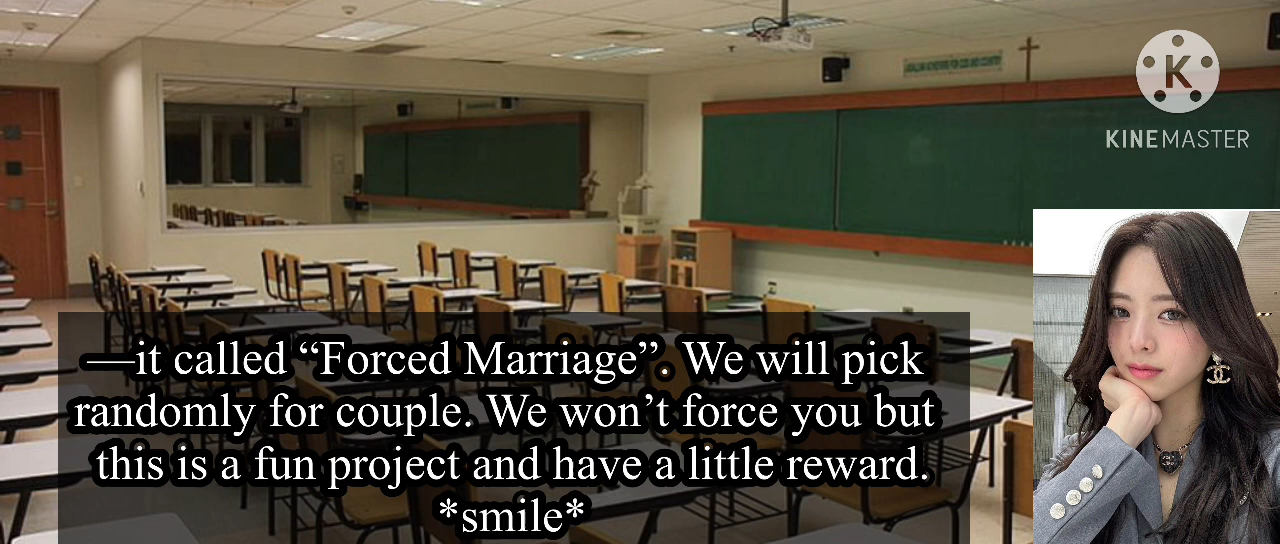 K
KINEMASTER
—it called “Forced Marriage”. We will pick
randomly for couple. We won’t force you but
this is a fun project and have a little reward.
*smile*